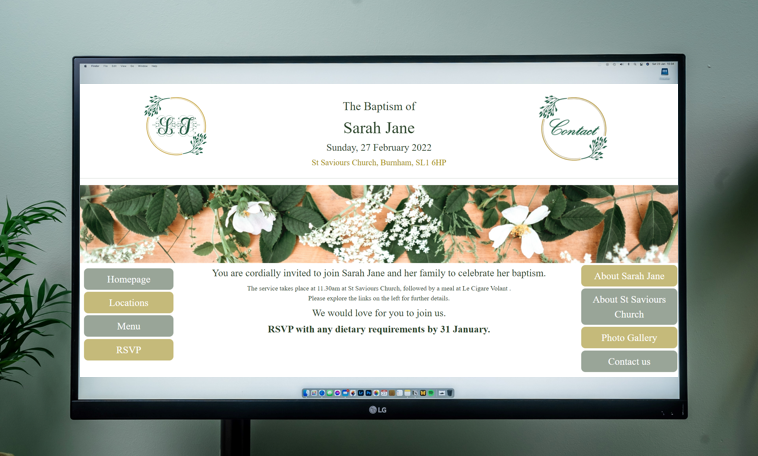 The Baptism of
Sarah Jane
Sunday, 27 February 2022
St Saviours Church, Burnham, SL1 6HP
SJ
Contact
You are cordially invited to join Sarah Jane and her family to celebrate her baptism.
The service takes place at 11.30am at St Saviours Church, followed by a meal at Le Cigare Volant .
Please explore the links on the left for further details.
We would love for you to join us.
RSVP with any dietary requirements by 31 January.
Homepage
Locations
Menu
RSVP
About Sarah Jane
About St Saviours
Church
Photo Gallery
Contact us
LG